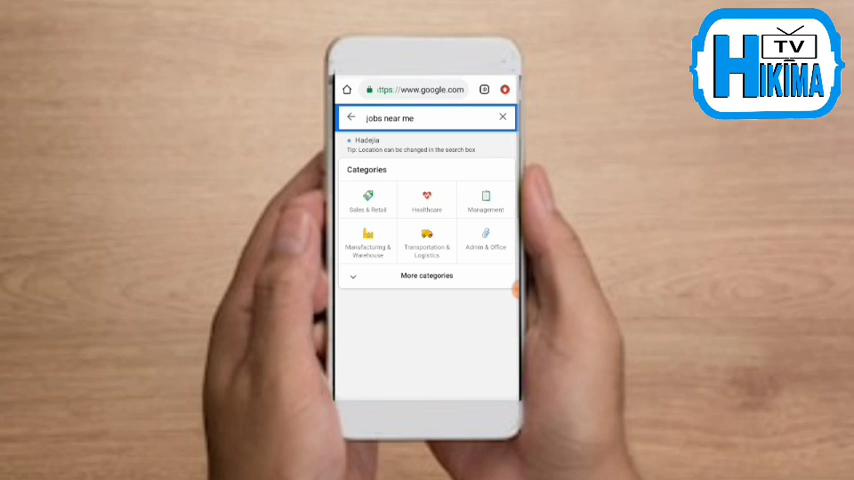 TV
HIKIMA
ttps://www.google.com
jobs near me
Hadejia
Tip: Location can be changed in the search box
Categories
Sales & Retail
Healthcare
Management
Manufacturing & Warehouse
Transportation & Logistics
Admin & Office
More categories